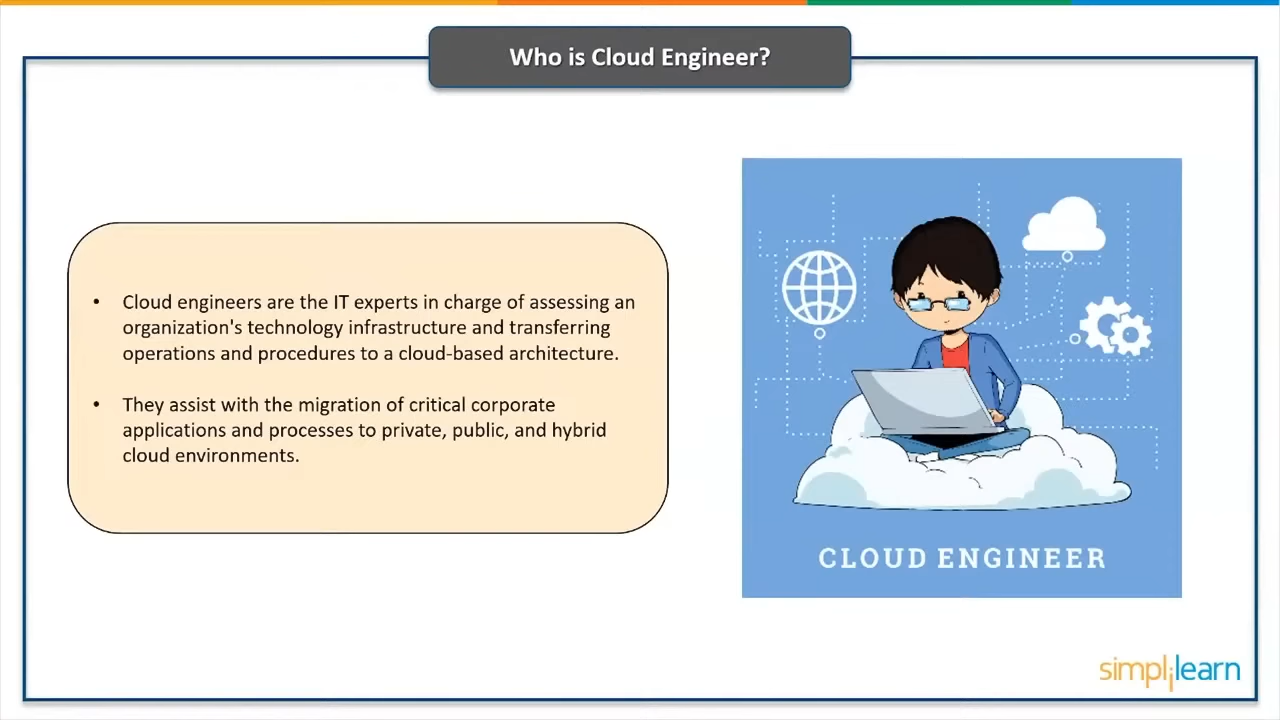 Who is Cloud Engineer?
• Cloud engineers are the IT experts in charge of assessing an
organization's technology infrastructure and transferring
operations and procedures to a cloud-based architecture.
• They assist with the migration of critical corporate
applications and processes to private, public, and hybrid
cloud environments.
CLOUD ENGINEER
simplilearn